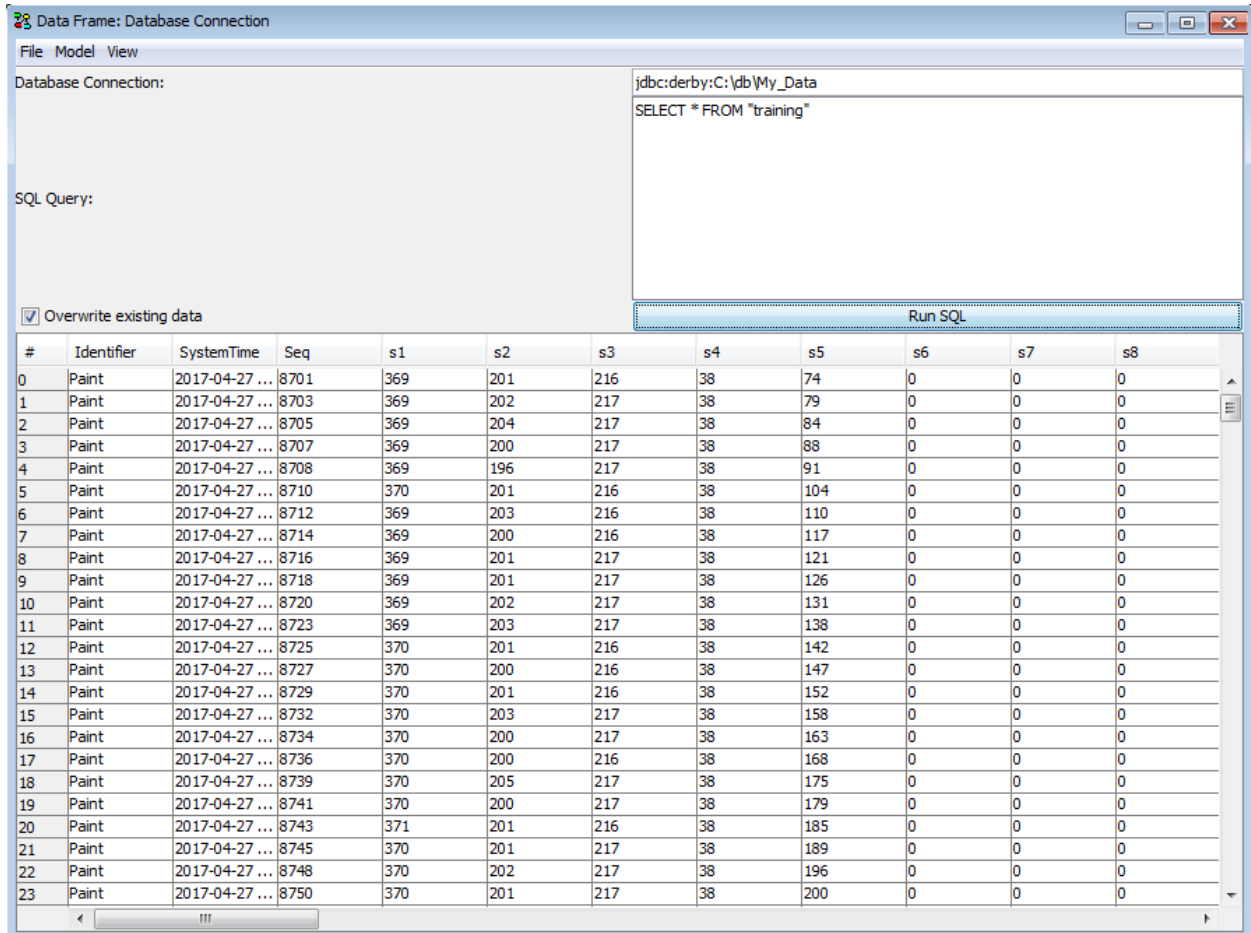 Data Frame: Database Connection
File Model View
Database Connection:
jdbc:derby:C:\db\My_Data
SELECT * FROM "training"
SQL Query:
Overwrite existing data
Run SQL
# Identifier SystemTime Seq s1 s2 s3 s4 s5 s6 s7 s8
0 Paint 2017-04-27 ... 8701 369 201 216 38 74 0 0 0
1 Paint 2017-04-27 ... 8703 369 202 217 38 79 0 0 0
2 Paint 2017-04-27 ... 8705 369 204 217 38 84 0 0 0
3 Paint 2017-04-27 ... 8707 369 200 217 38 88 0 0 0
4 Paint 2017-04-27 ... 8708 369 196 217 38 91 0 0 0
5 Paint 2017-04-27 ... 8710 370 201 216 38 104 0 0 0
6 Paint 2017-04-27 ... 8712 369 203 216 38 110 0 0 0
7 Paint 2017-04-27 ... 8714 369 200 216 38 117 0 0 0
8 Paint 2017-04-27 ... 8716 369 201 217 38 121 0 0 0
9 Paint 2017-04-27 ... 8718 369 201 217 38 126 0 0 0
10 Paint 2017-04-27 ... 8720 369 202 217 38 131 0 0 0
11 Paint 2017-04-27 ... 8723 369 203 217 38 138 0 0 0
12 Paint 2017-04-27 ... 8725 370 201 216 38 142 0 0 0
13 Paint 2017-04-27 ... 8727 370 200 216 38 147 0 0 0
14 Paint 2017-04-27 ... 8729 370 201 216 38 152 0 0 0
15 Paint 2017-04-27 ... 8732 370 203 217 38 158 0 0 0
16 Paint 2017-04-27 ... 8734 370 200 217 38 163 0 0 0
17 Paint 2017-04-27 ... 8736 370 200 216 38 168 0 0 0
18 Paint 2017-04-27 ... 8739 370 205 217 38 175 0 0 0
19 Paint 2017-04-27 ... 8741 370 200 217 38 179 0 0 0
20 Paint 2017-04-27 ... 8743 371 201 216 38 185 0 0 0
21 Paint 2017-04-27 ... 8745 370 201 217 38 189 0 0 0
22 Paint 2017-04-27 ... 8748 370 202 217 38 196 0 0 0
23 Paint 2017-04-27 ... 8750 370 201 217 38 200 0 0 0